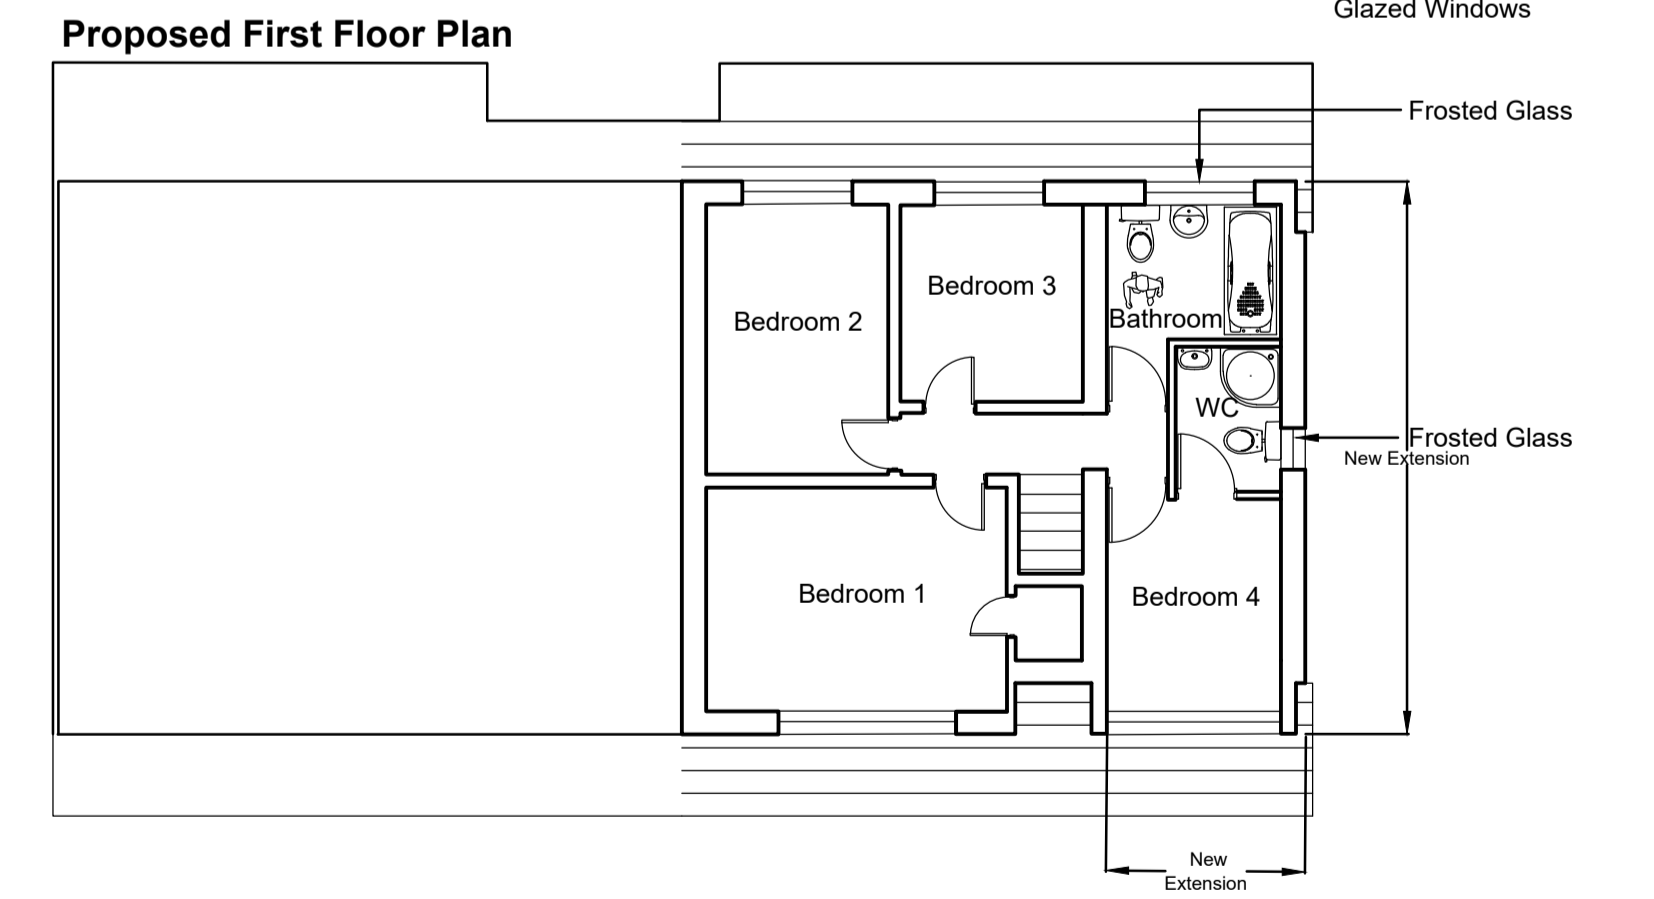 Glazed Windows
Proposed First Floor Plan
Frosted Glass
Bedroom 3
Bedroom 2
Bathroom
WC
Frosted Glass
New Extension
Bedroom 1
Bedroom 4
New
Extension